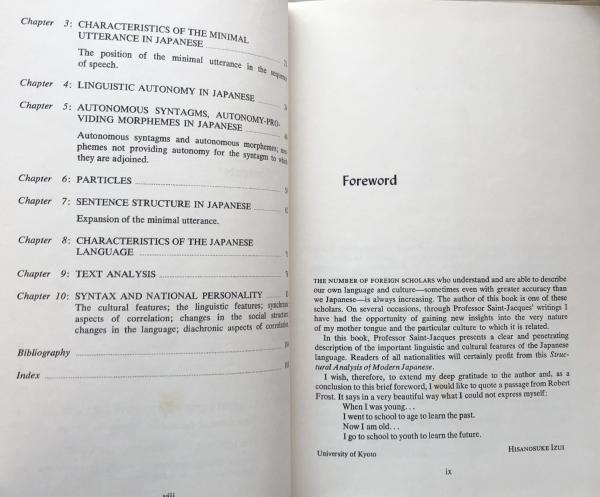 Chapter 3: CHARACTERISTICS OF THE MINIMAL
UTTERANCE IN JAPANESE
The position of the minimal utterance in the
of speech.
Chapter 4: LINGUISTIC AUTONOMY IN JAPANESE
Chapter 5: AUTONOMOUS SYNTAGMS, AUTONOMY-PRO-
VIDING MORPHEMES IN JAPANESE
Autonomous syntagms and autonomous morphemes;
phemes not providing autonomy for the syntagm to which
they are adjoined.
Chapter 6: PARTICLES
Chapter 7: SENTENCE STRUCTURE IN JAPANESE
Expansion of the minimal utterance.
Chapter 8: CHARACTERISTICS OF THE JAPANESE
LANGUAGE
Chapter 9: TEXT ANALYSIS
Chapter 10: SYNTAX AND NATIONAL PERSONALITY
The cultural features; the linguistic features;
aspects of correlation; changes in the social
changes in the language; diachronic aspects of
Bibliography
Index
viii
Foreword
THE NUMBER OF FOREIGN SCHOLARS who understand and are able to describe
our own language and culture—sometimes even with greater accuracy than
we Japanese—is always increasing. The author of this book is one of these
scholars. On several occasions, through Professor Saint-Jacques' writings I
have had the opportunity of gaining new insights into the very nature of
my mother tongue and the particular culture to which it is related.
In this book, Professor Saint-Jacques presents a clear and penetrating
description of the important linguistic and cultural features of the Japanese
language. Readers of all nationalities will certainly profit from this Struc-
tural Analysis of Modern Japanese.
I wish, therefore, to extend my deep gratitude to the author and, as a
conclusion to this brief foreword, I would like to quote a passage from Robert
Frost. It says in a very beautiful way what I could not express myself:
When I was young...
I went to school to age to learn the past.
Now I am old...
I go to school to youth to learn the future.
University of Kyoto HISANOSUKE IZUI
ix